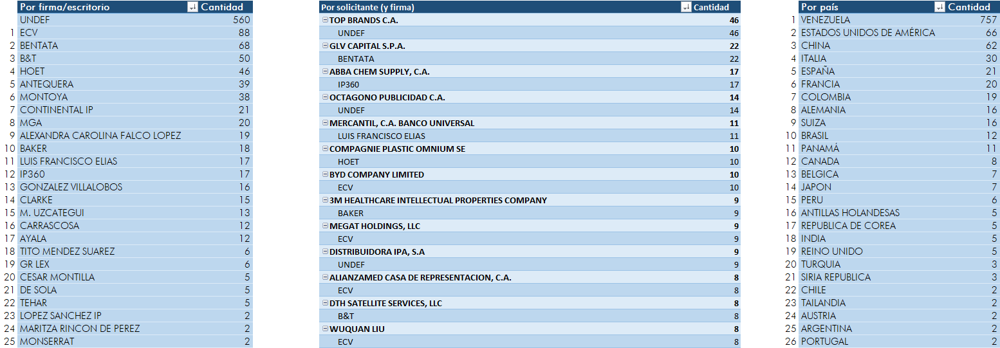 Por firma/escritorio Cantidad
UNDEF 560
1 ECV 88
2 BENTATA 68
3 B&T 50
4 HOET 46
5 ANTEQUERA 39
6 MONTOYA 38
7 CONTINENTAL IP 21
8 MGA 20
9 ALEXANDRA CAROLINA FALCO LOPEZ 19
10 BAKER 18
11 LUIS FRANCISCO ELIAS 17
12 IP360 17
13 GONZALEZ VILLALOBOS 16
14 CLARKE 15
15 M. UZCATEGUI 13
16 CARRASCOSA 12
17 AYALA 12
18 TITO MENDEZ SUAREZ 6
19 GR LEX 6
20 CESAR MONTILLA 5
21 DE SOLA 5
22 TEHAR 5
23 LOPEZ SANCHEZ IP 2
24 MARITZA RINCON DE PEREZ 2
25 MONSERRAT 2
Por solicitante (y firma) Cantidad
TOP BRANDS C.A. 46
UNDEF 46
GLV CAPITAL S.P.A. 22
BENTATA 22
ABBA CHEM SUPPLY, C.A. 17
IP360 17
OCTAGONO PUBLICIDAD C.A. 14
UNDEF 14
MERCANTIL, C.A. BANCO UNIVERSAL 11
LUIS FRANCISCO ELIAS 11
COMPAGNIE PLASTIC OMNIUM SE 10
HOET 10
BYD COMPANY LIMITED 10
ECV 10
3M HEALTHCARE INTELLECTUAL PROPERTIES COMPANY 9
BAKER 9
MEGAT HOLDINGS, LLC 9
ECV 9
DISTRIBUIDORA IPA, S.A 9
UNDEF 9
ALIANZAMED CASA DE REPRESENTACION, C.A. 8
ECV 8
DTH SATELLITE SERVICES, LLC 8
B&T 8
WUQUAN LIU 8
ECV 8
Por país Cantidad
1 VENEZUELA 757
2 ESTADOS UNIDOS DE AMÉRICA 66
3 CHINA 62
4 ITALIA 30
5 ESPAÑA 21
6 FRANCIA 20
7 COLOMBIA 19
8 ALEMANIA 16
9 SUIZA 16
10 BRASIL 12
11 PANAMÁ 11
12 CANADA 8
13 BELGICA 7
14 JAPON 7
15 PERU 6
16 ANTILLAS HOLANDESAS 5
17 REPUBLICA DE COREA 5
18 INDIA 5
19 REINO UNIDO 5
20 TURQUIA 3
21 SIRIA REPUBLICA 3
22 CHILE 2
23 TAILANDIA 2
24 AUSTRIA 2
25 ARGENTINA 2
26 PORTUGAL 2